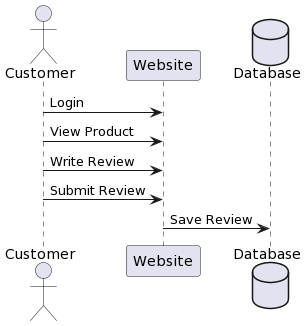 Customer
Website
Database
Login
View Product
Write Review
Submit Review
Save Review
Customer
Website
Database